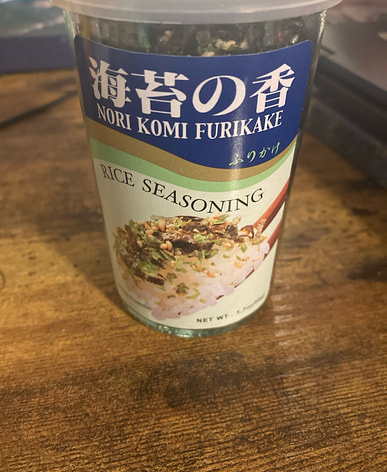 海苔の香
NORI KOMI FURIKAKE
ふりかけ
RICE SEASONING
NET WT.